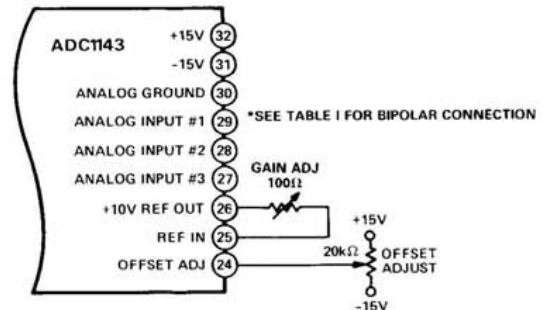 ADC1143
+15V 32
-15V 31
ANALOG GROUND 30
ANALOG INPUT #1 29 *SEE TABLE I FOR BIPOLAR CONNECTION
ANALOG INPUT #2 28
ANALOG INPUT #3 27
GAIN ADJ
100Ω
+10V REF OUT 26
REF IN 25
OFFSET ADJ 24
+15V
20kΩ OFFSET
ADJUST
-15V